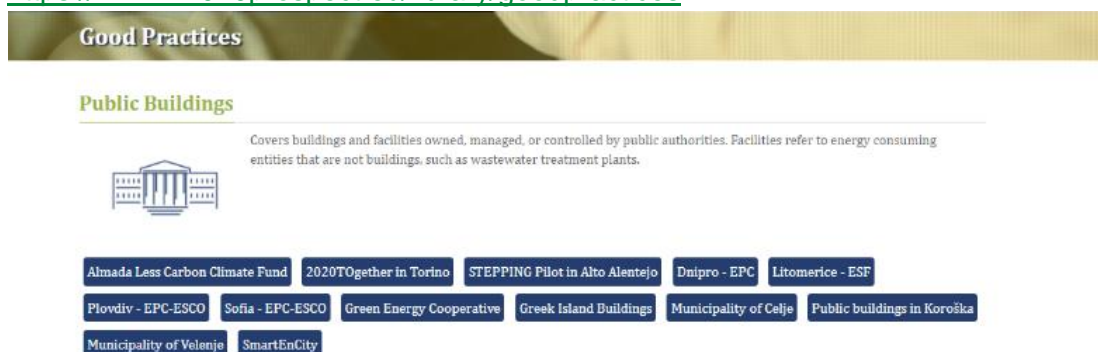 Good Practices
Public Buildings
Covers buildings and facilities owned, managed, or controlled by public authorities. Facilities refer to energy consuming
entities that are not buildings, such as wastewater treatment plants.
Almada Less Carbon Climate Fund 2020TOgether in Torino STEPPING Pilot in Alto Alentejo Dnipro - EPC Litomerice - ESF
Plovdiv - EPC-ESCO Sofia - EPC-ESCO Green Energy Cooperative Greek Island Buildings Municipality of Celje Public buildings in Koroška
Municipality of Velenje SmartEnCity